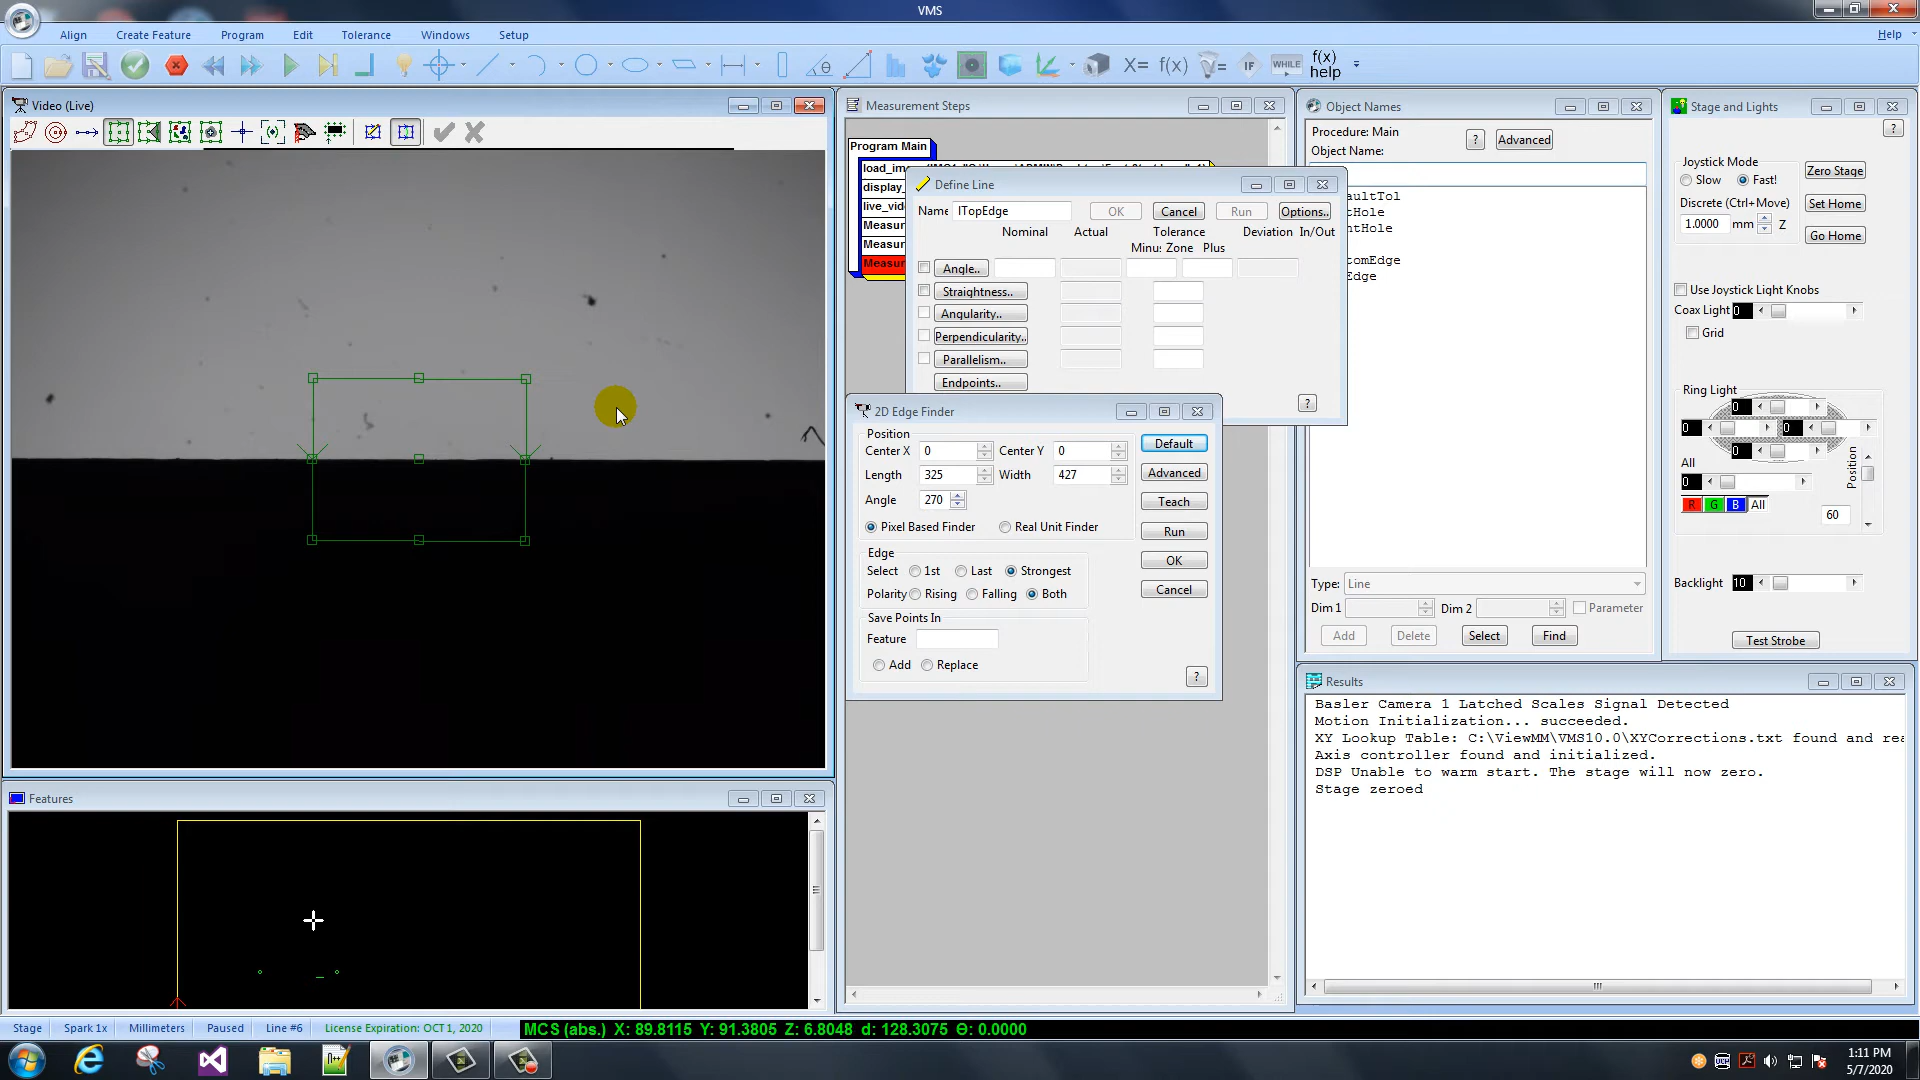 VMS
Align Create Feature Program Edit Tolerance Windows Setup Help
X= f(x) IF WHILE f(x) help
Video (Live)
Measurement Steps
Program Main
display_
Measur
Measur
Measur
Define Line
Name lTopEdge OK Cancel Run Options..
Nominal Actual Tolerance Deviation In/Out
Minu: Zone Plus
Angle..
Straightness..
Angularity..
Perpendicularity..
Parallelism..
Endpoints..
?
2D Edge Finder
Position
Center X 0 Center Y 0
Length 325 Width 427
Angle 270
Pixel Based Finder Real Unit Finder
Edge
Select 1st Last Strongest
Polarity Rising Falling Both
Save Points In
Feature
Add Replace
Default
Advanced
Teach
Run
OK
Cancel
?
Object Names
Procedure: Main ? Advanced
Object Name:
aultTol
tHole
ntHole
tomEdge
Edge
Type: Line
Dim 1 Dim 2 Parameter
Add Delete Select Find
Stage and Lights
?
Joystick Mode
Slow Fast!
Discrete (Ctrl+Move)
1.0000 mm Z
Zero Stage
Set Home
Go Home
Use Joystick Light Knobs
Coax Light 0
Grid
Ring Light
0
0 0
0
All
0
R G B All
Position
60
Backlight 10
Test Strobe
Results
Basler Camera 1 Latched Scales Signal Detected
Motion Initialization... succeeded.
XY Lookup Table: C:\ViewMM\VMS10.0\XYCorrections.txt found and rea
Axis controller found and initialized.
DSP Unable to warm start. The stage will now zero.
Stage zeroed
Features
Stage Spark 1x Millimeters Paused Line #6 License Expiration: OCT 1, 2020 MCS (abs.) X: 89.8115 Y: 91.3805 Z: 6.8048 d: 128.3075 Θ: 0.0000
1:11 PM
5/7/2020